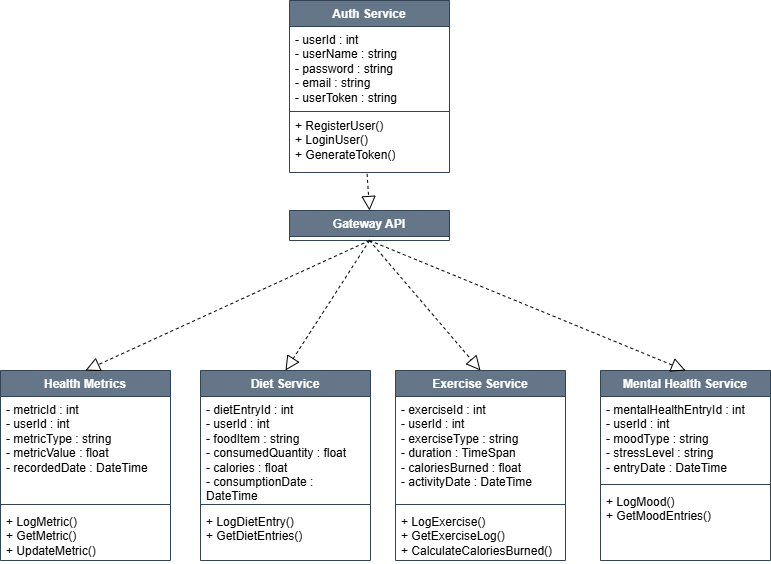 Auth Service
- userId : int
- userName : string
- password : string
- email : string
- userToken : string
+ RegisterUser()
+ LoginUser()
+ GenerateToken()
Gateway API
Health Metrics
- metricId : int
- userId : int
- metricType : string
- metricValue : float
- recordedDate : DateTime
+ LogMetric()
+ GetMetric()
+ UpdateMetric()
Diet Service
- dietEntryId : int
- userId : int
- foodItem : string
- consumedQuantity : float
- calories : float
- consumptionDate :
DateTime
+ LogDietEntry()
+ GetDietEntries()
Exercise Service
- exerciseId : int
- userId : int
- exerciseType : string
- duration : TimeSpan
- caloriesBurned : float
- activityDate : DateTime
+ LogExercise()
+ GetExerciseLog()
+ CalculateCaloriesBurned()
Mental Health Service
- mentalHealthEntryId : int
- userId : int
- moodType : string
- stressLevel : string
- entryDate : DateTime
+ LogMood()
+ GetMoodEntries()